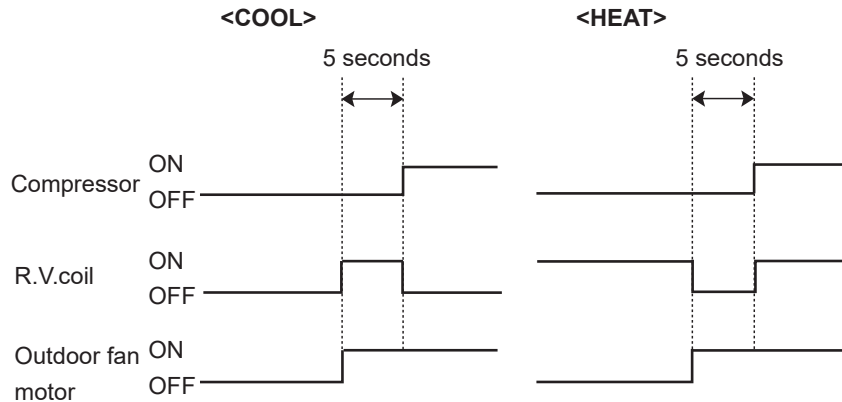 <COOL> <HEAT>
5 seconds 5 seconds
Compressor ON
OFF
R.V.coil ON
OFF
Outdoor fan motor ON
OFF